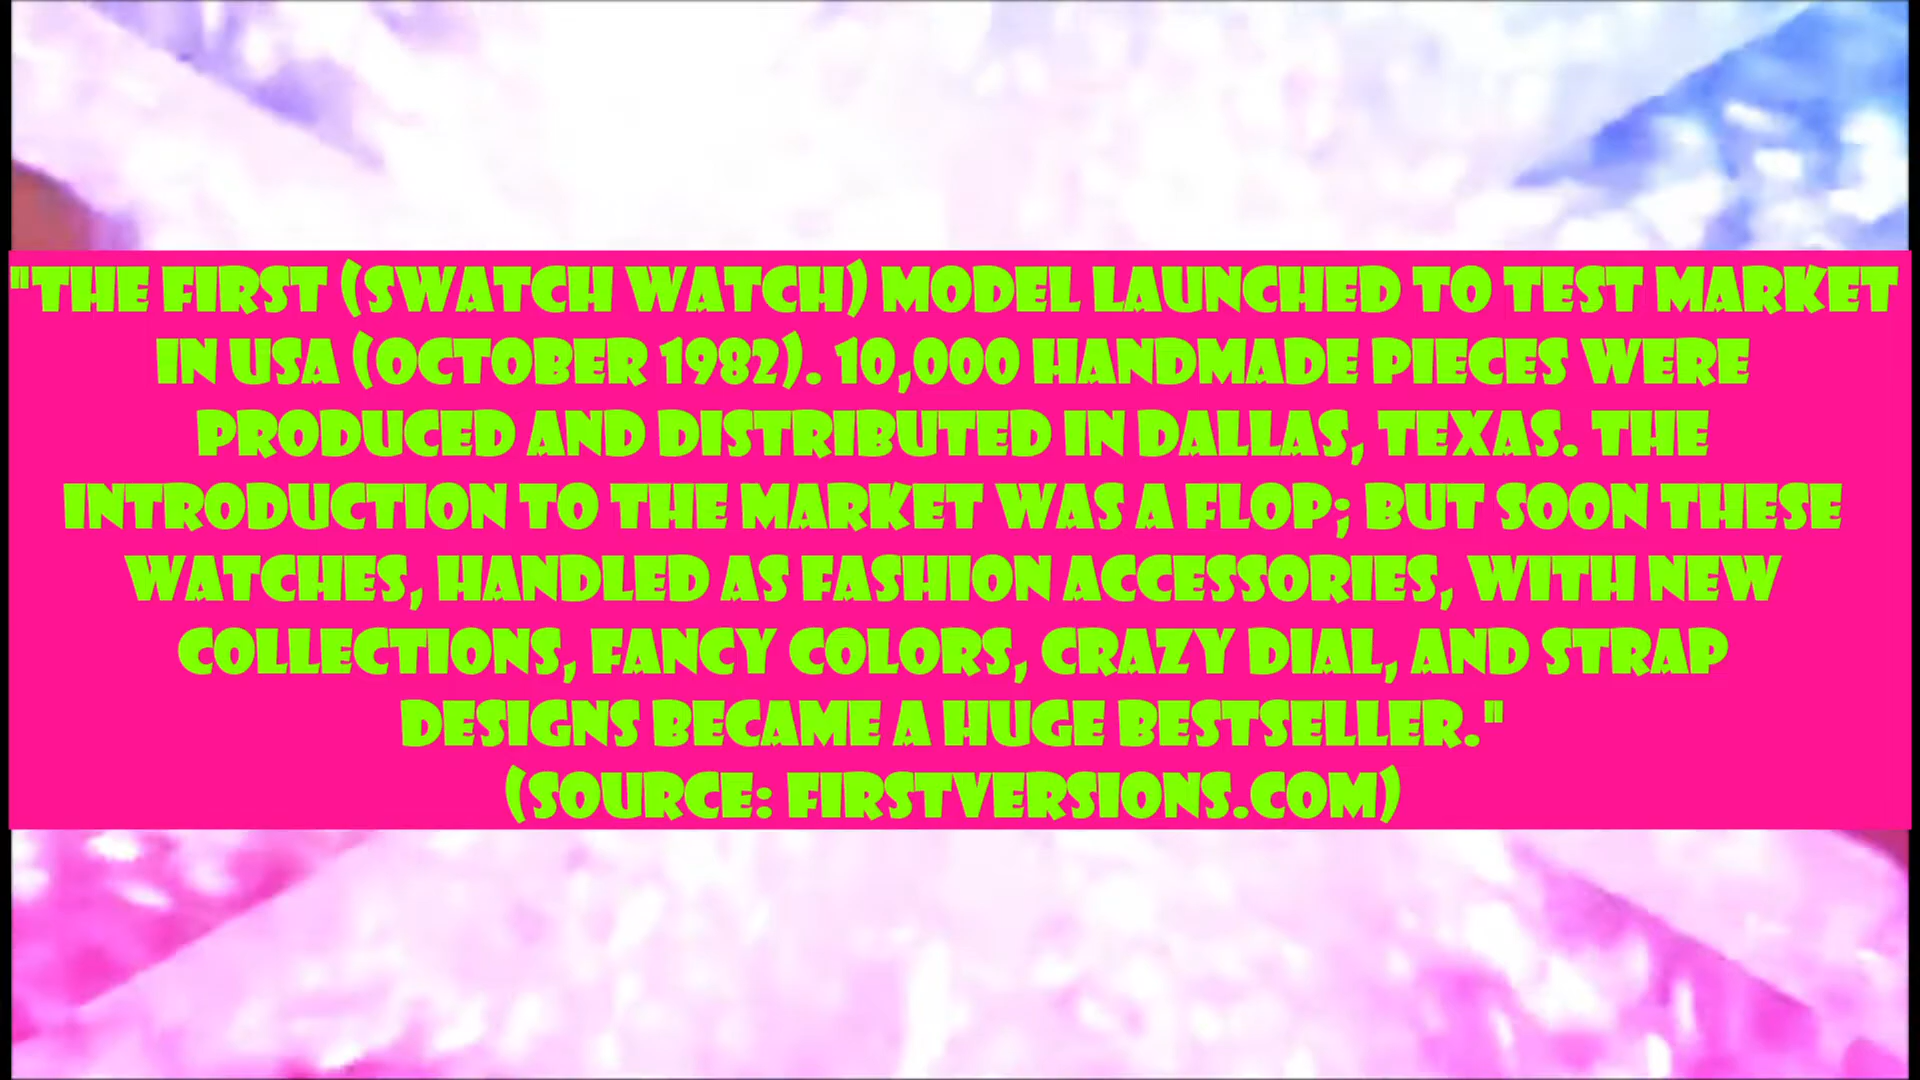 "THE FIRST (SWATCH WATCH) MODEL LAUNCHED TO TEST MARKET
IN USA (OCTOBER 1982). 10,000 HANDMADE PIECES WERE
PRODUCED AND DISTRIBUTED IN DALLAS, TEXAS. THE
INTRODUCTION TO THE MARKET WAS A FLOP; BUT SOON THESE
WATCHES, HANDLED AS FASHION ACCESSORIES, WITH NEW
COLLECTIONS, FANCY COLORS, CRAZY DIAL, AND STRAP
DESIGNS BECAME A HUGE BESTSELLER."
(SOURCE: FIRSTVERSIONS.COM)